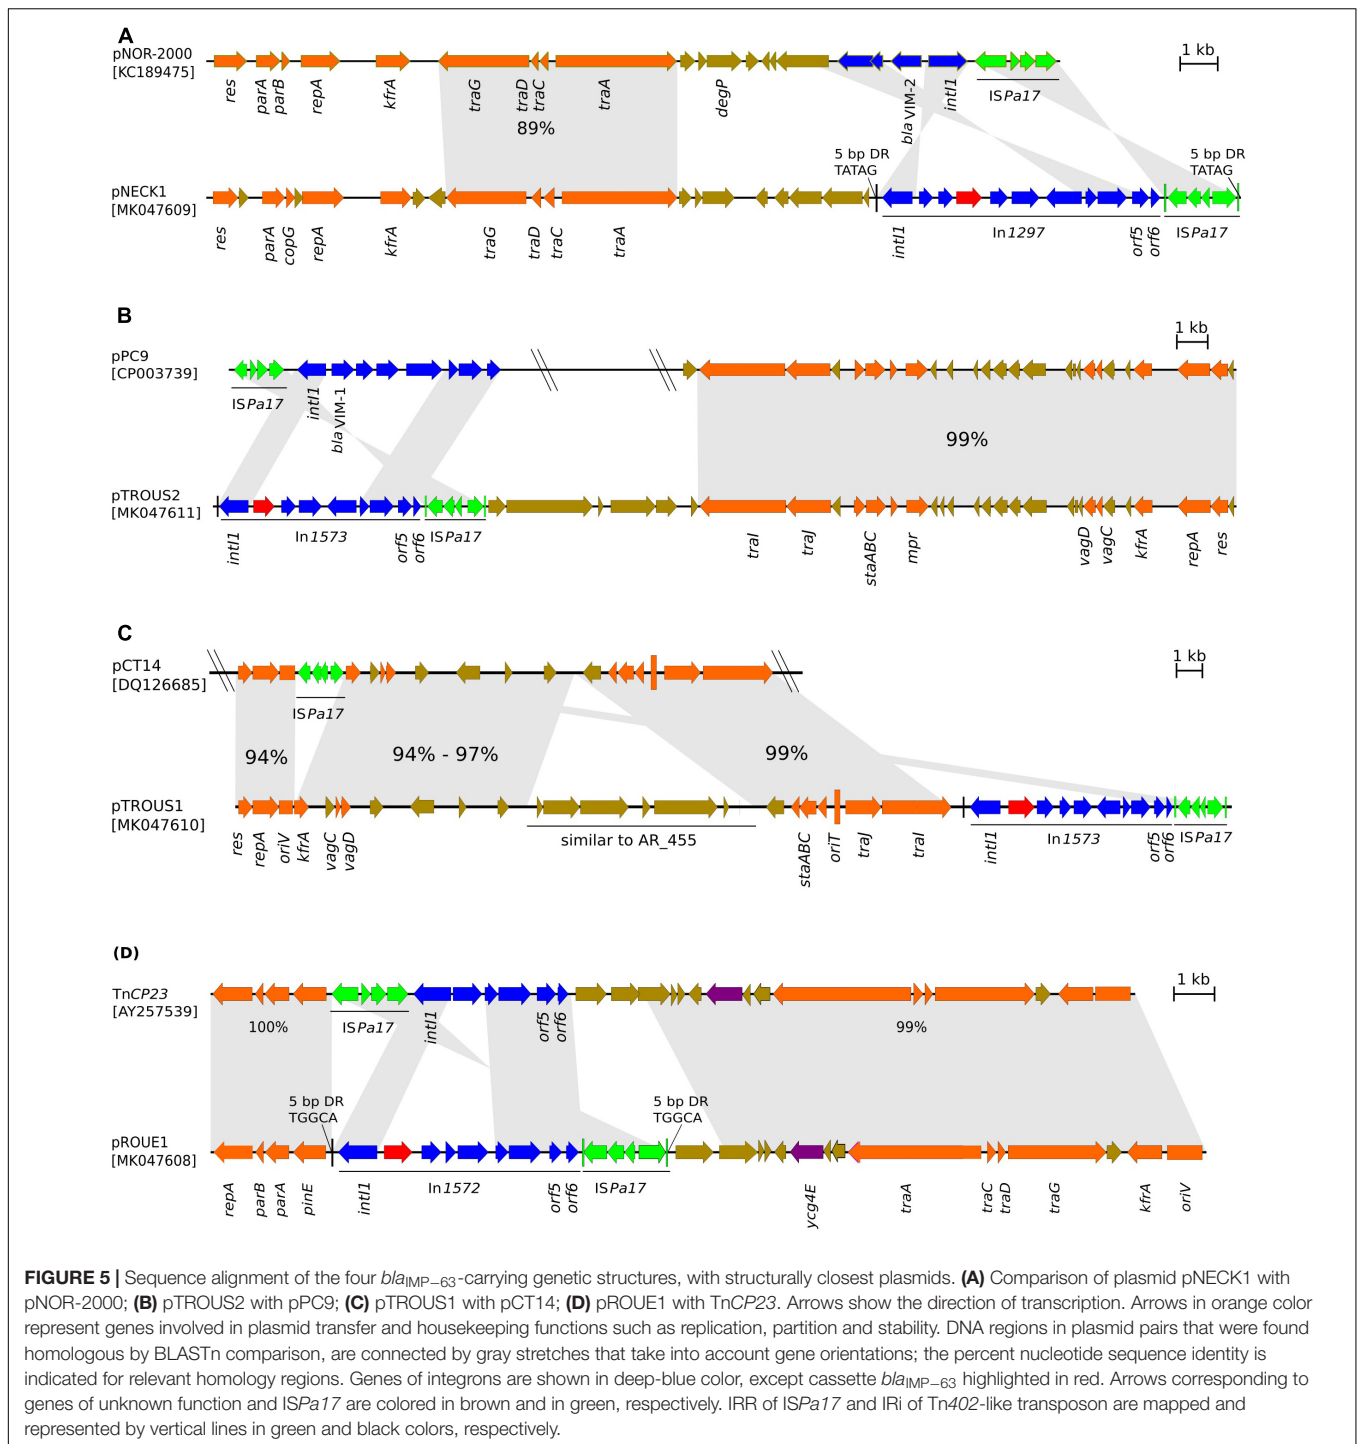 A
pNOR-2000
[KC189475]
1 kb
res parA parB repA kfrA traG traD traC traA degP bla VIM-2 intI1 ISPa17
89%
5 bp DR
TATAG
5 bp DR
TATAG
pNECK1
[MK047609]
res parA copG repA kfrA traG traD traC traA intI1 In1297 orf5 orf6 ISPa17
B
1 kb
pPC9
[CP003739]
ISPa17 intI1 bla VIM-1
99%
pTROUS2
[MK047611]
intI1 In1573 orf5 orf6 ISPa17 traI traJ staABC mpr vagD vagC kfrA repA res
C
pCT14
[DQ126685]
1 kb
ISPa17
94% 94% - 97% 99%
pTROUS1
[MK047610]
res repA oriV kfrA vagC vagD similar to AR_455 staABC oriT traJ traI intI1 In1573 orf5 orf6 ISPa17
(D)
TnCP23
[AY257539]
1 kb
100% ISPa17 intI1 orf5 orf6 99%
5 bp DR
TGGCA
5 bp DR
TGGCA
pROUE1
[MK047608]
repA parB parA pinE intI1 In1572 orf5 orf6 ISPa17 ycg4E traA traC traD traG kfrA oriV
FIGURE 5 | Sequence alignment of the four blaIMP−63-carrying genetic structures, with structurally closest plasmids. (A) Comparison of plasmid pNECK1 with
pNOR-2000; (B) pTROUS2 with pPC9; (C) pTROUS1 with pCT14; (D) pROUE1 with TnCP23. Arrows show the direction of transcription. Arrows in orange color
represent genes involved in plasmid transfer and housekeeping functions such as replication, partition and stability. DNA regions in plasmid pairs that were found
homologous by BLASTn comparison, are connected by gray stretches that take into account gene orientations; the percent nucleotide sequence identity is
indicated for relevant homology regions. Genes of integrons are shown in deep-blue color, except cassette blaIMP−63 highlighted in red. Arrows corresponding to
genes of unknown function and ISPa17 are colored in brown and in green, respectively. IRR of ISPa17 and IRi of Tn402-like transposon are mapped and
represented by vertical lines in green and black colors, respectively.